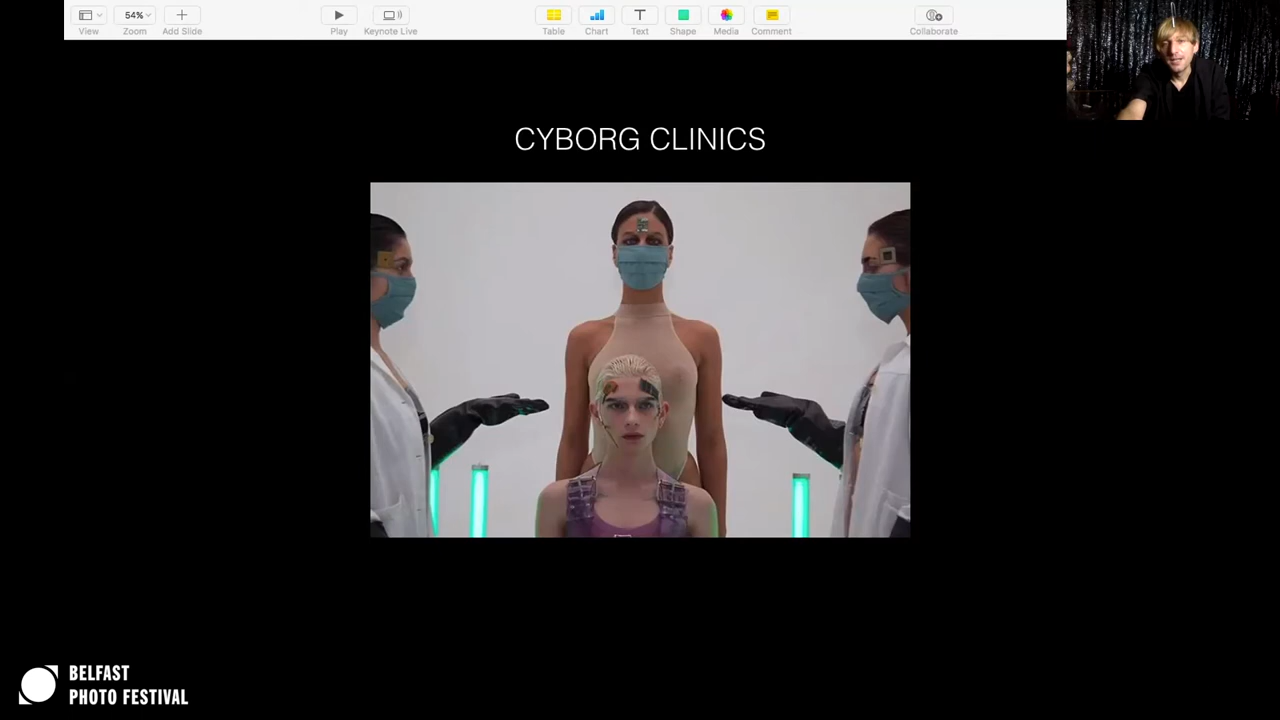 54%
View
Zoom
Add Slide
Play
Keynote Live
Table
Chart
Text
Shape
Media
Comment
Collaborate
CYBORG CLINICS
BELFAST
PHOTO FESTIVAL